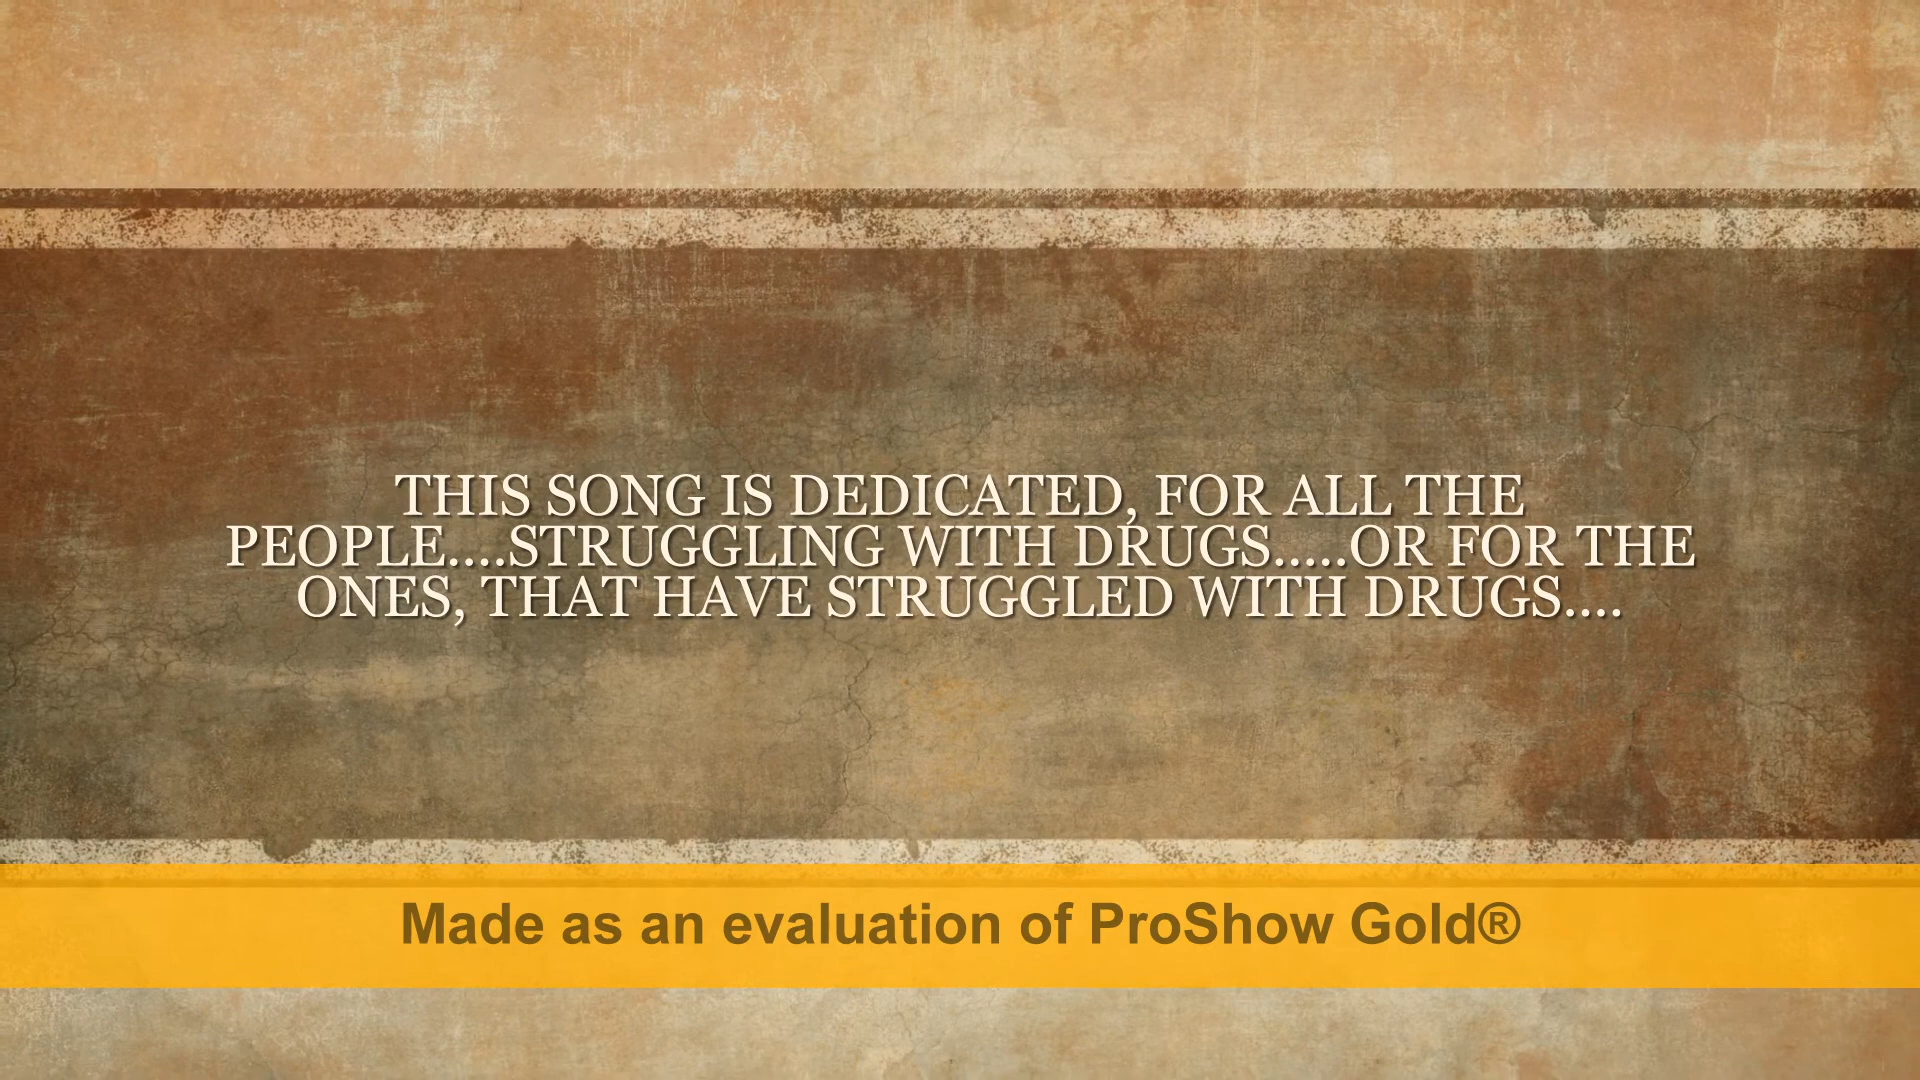 THIS SONG IS DEDICATED, FOR ALL THE
PEOPLE....STRUGGLING WITH DRUGS.....OR FOR THE
ONES, THAT HAVE STRUGGLED WITH DRUGS....
Made as an evaluation of ProShow Gold®